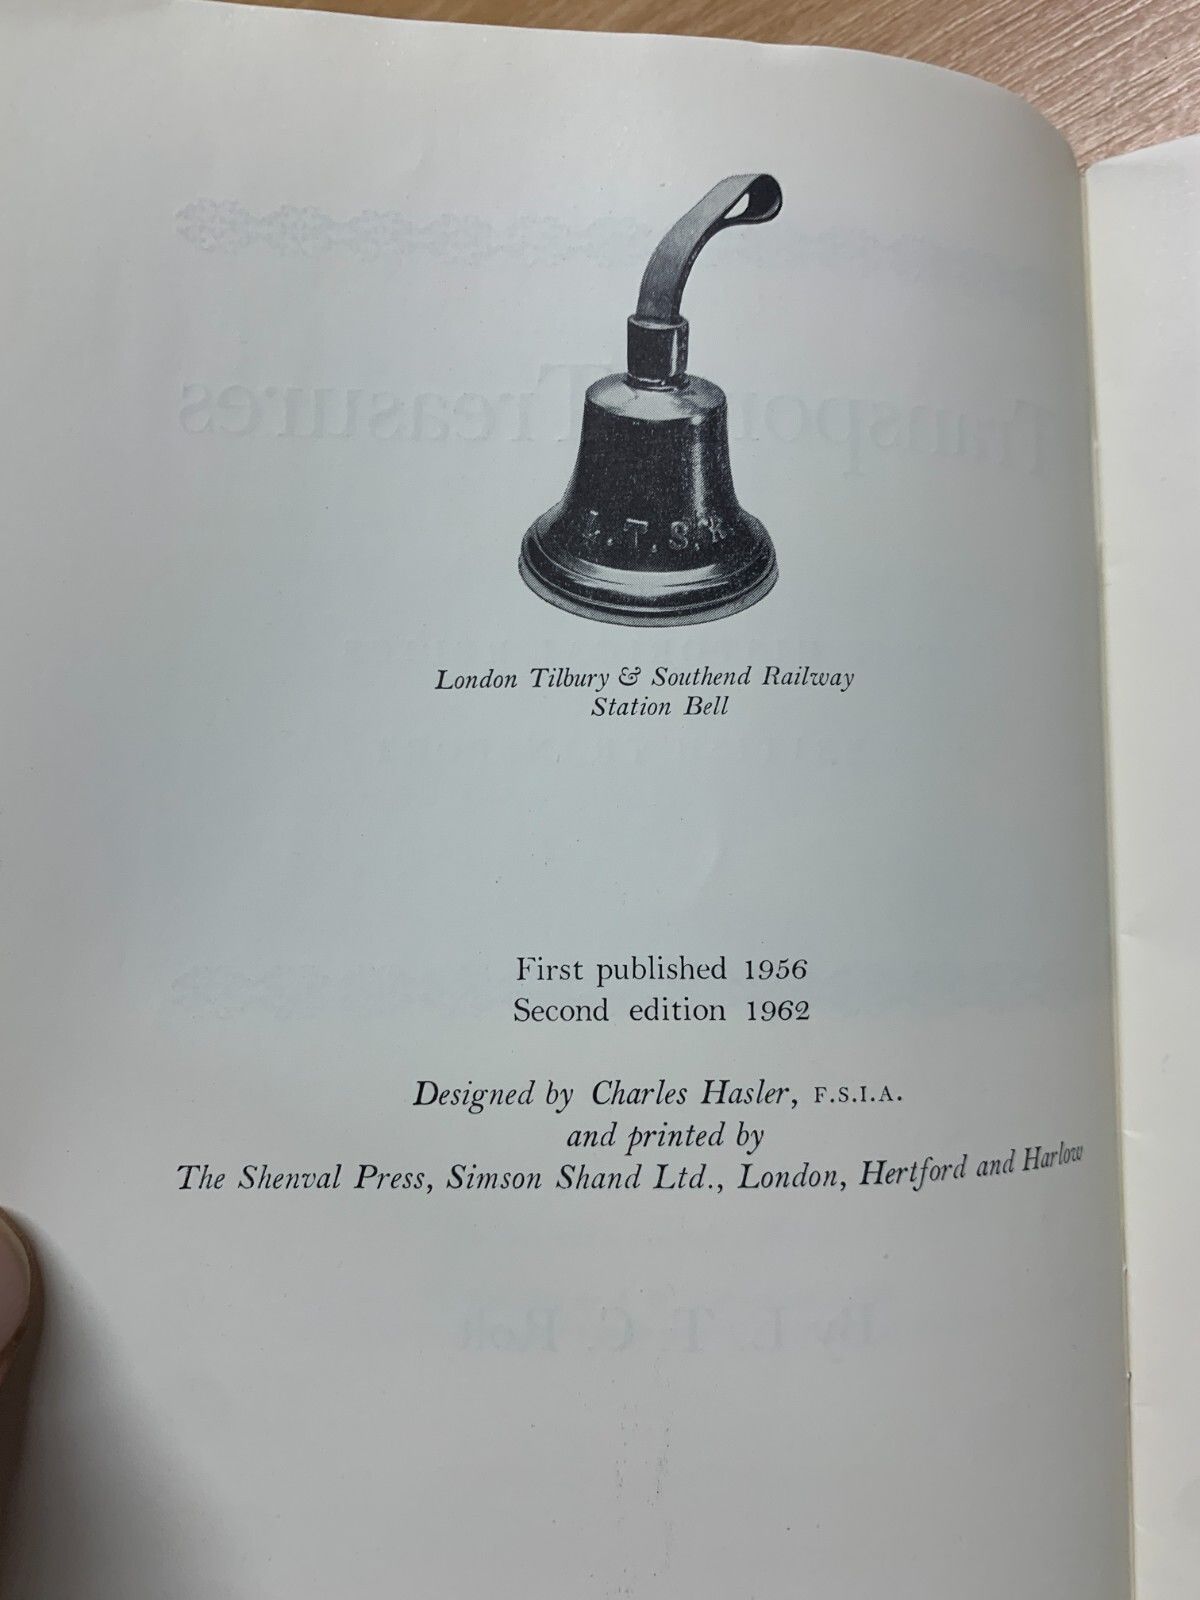 L.T.S.R.
London Tilbury & Southend Railway
Station Bell
First published 1956
Second edition 1962
Designed by Charles Hasler, F.S.I.A.
and printed by
The Shenval Press, Simson Shand Ltd., London, Hertford and Harlow